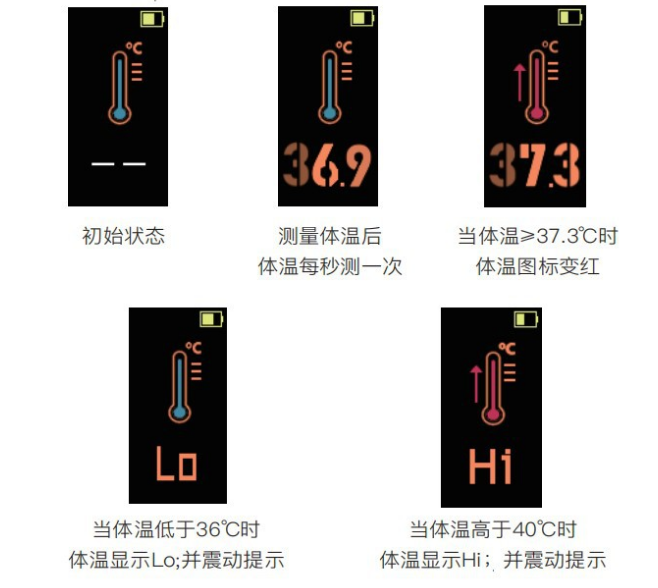 ℃
— —
初始状态
℃
36.9
测量体温后
体温每秒测一次
℃
37.3
当体温≥37.3℃时
体温图标变红
℃
Lo
当体温低于36℃时
体温显示Lo;并震动提示
℃
Hi
当体温高于40℃时
体温显示Hi；并震动提示